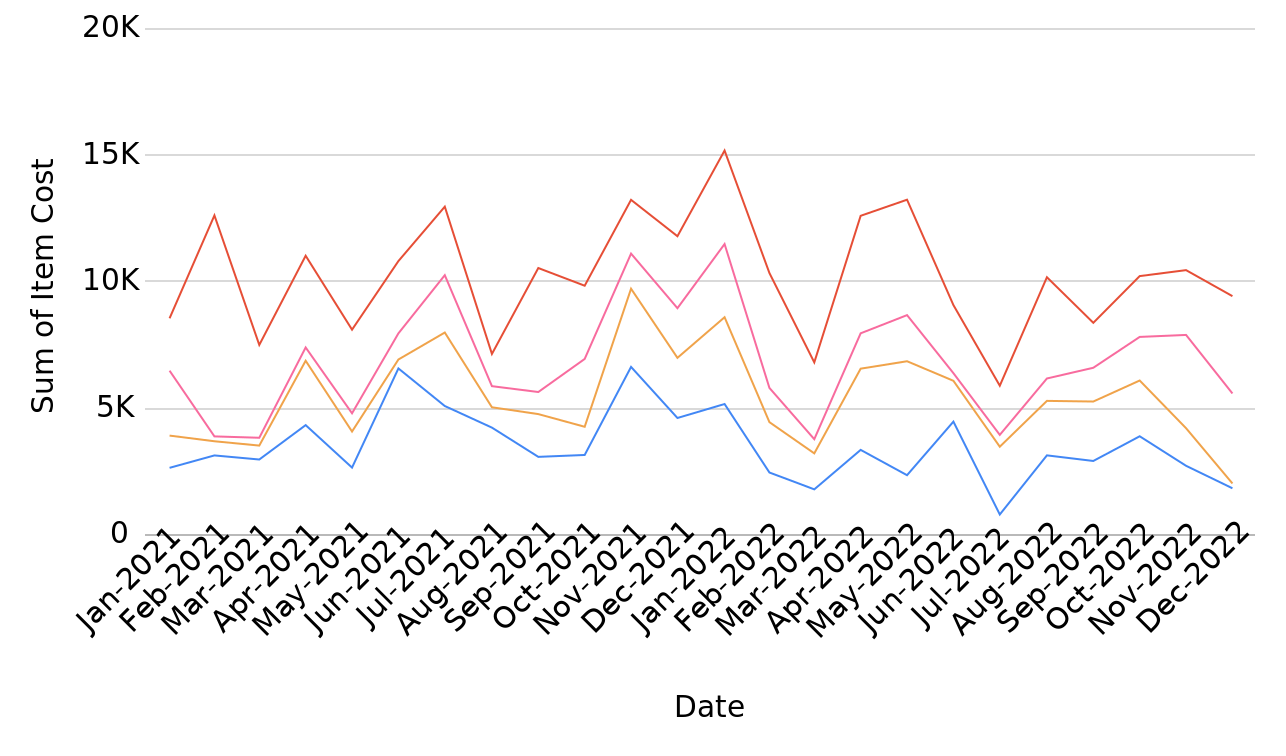 20K
15K
10K
5K
0
Sum of Item Cost
Jan-2021
Feb-2021
Mar-2021
Apr-2021
May-2021
Jun-2021
Jul-2021
Aug-2021
Sep-2021
Oct-2021
Nov-2021
Dec-2021
Jan-2022
Feb-2022
Mar-2022
Apr-2022
May-2022
Jun-2022
Jul-2022
Aug-2022
Sep-2022
Oct-2022
Nov-2022
Dec-2022
Date